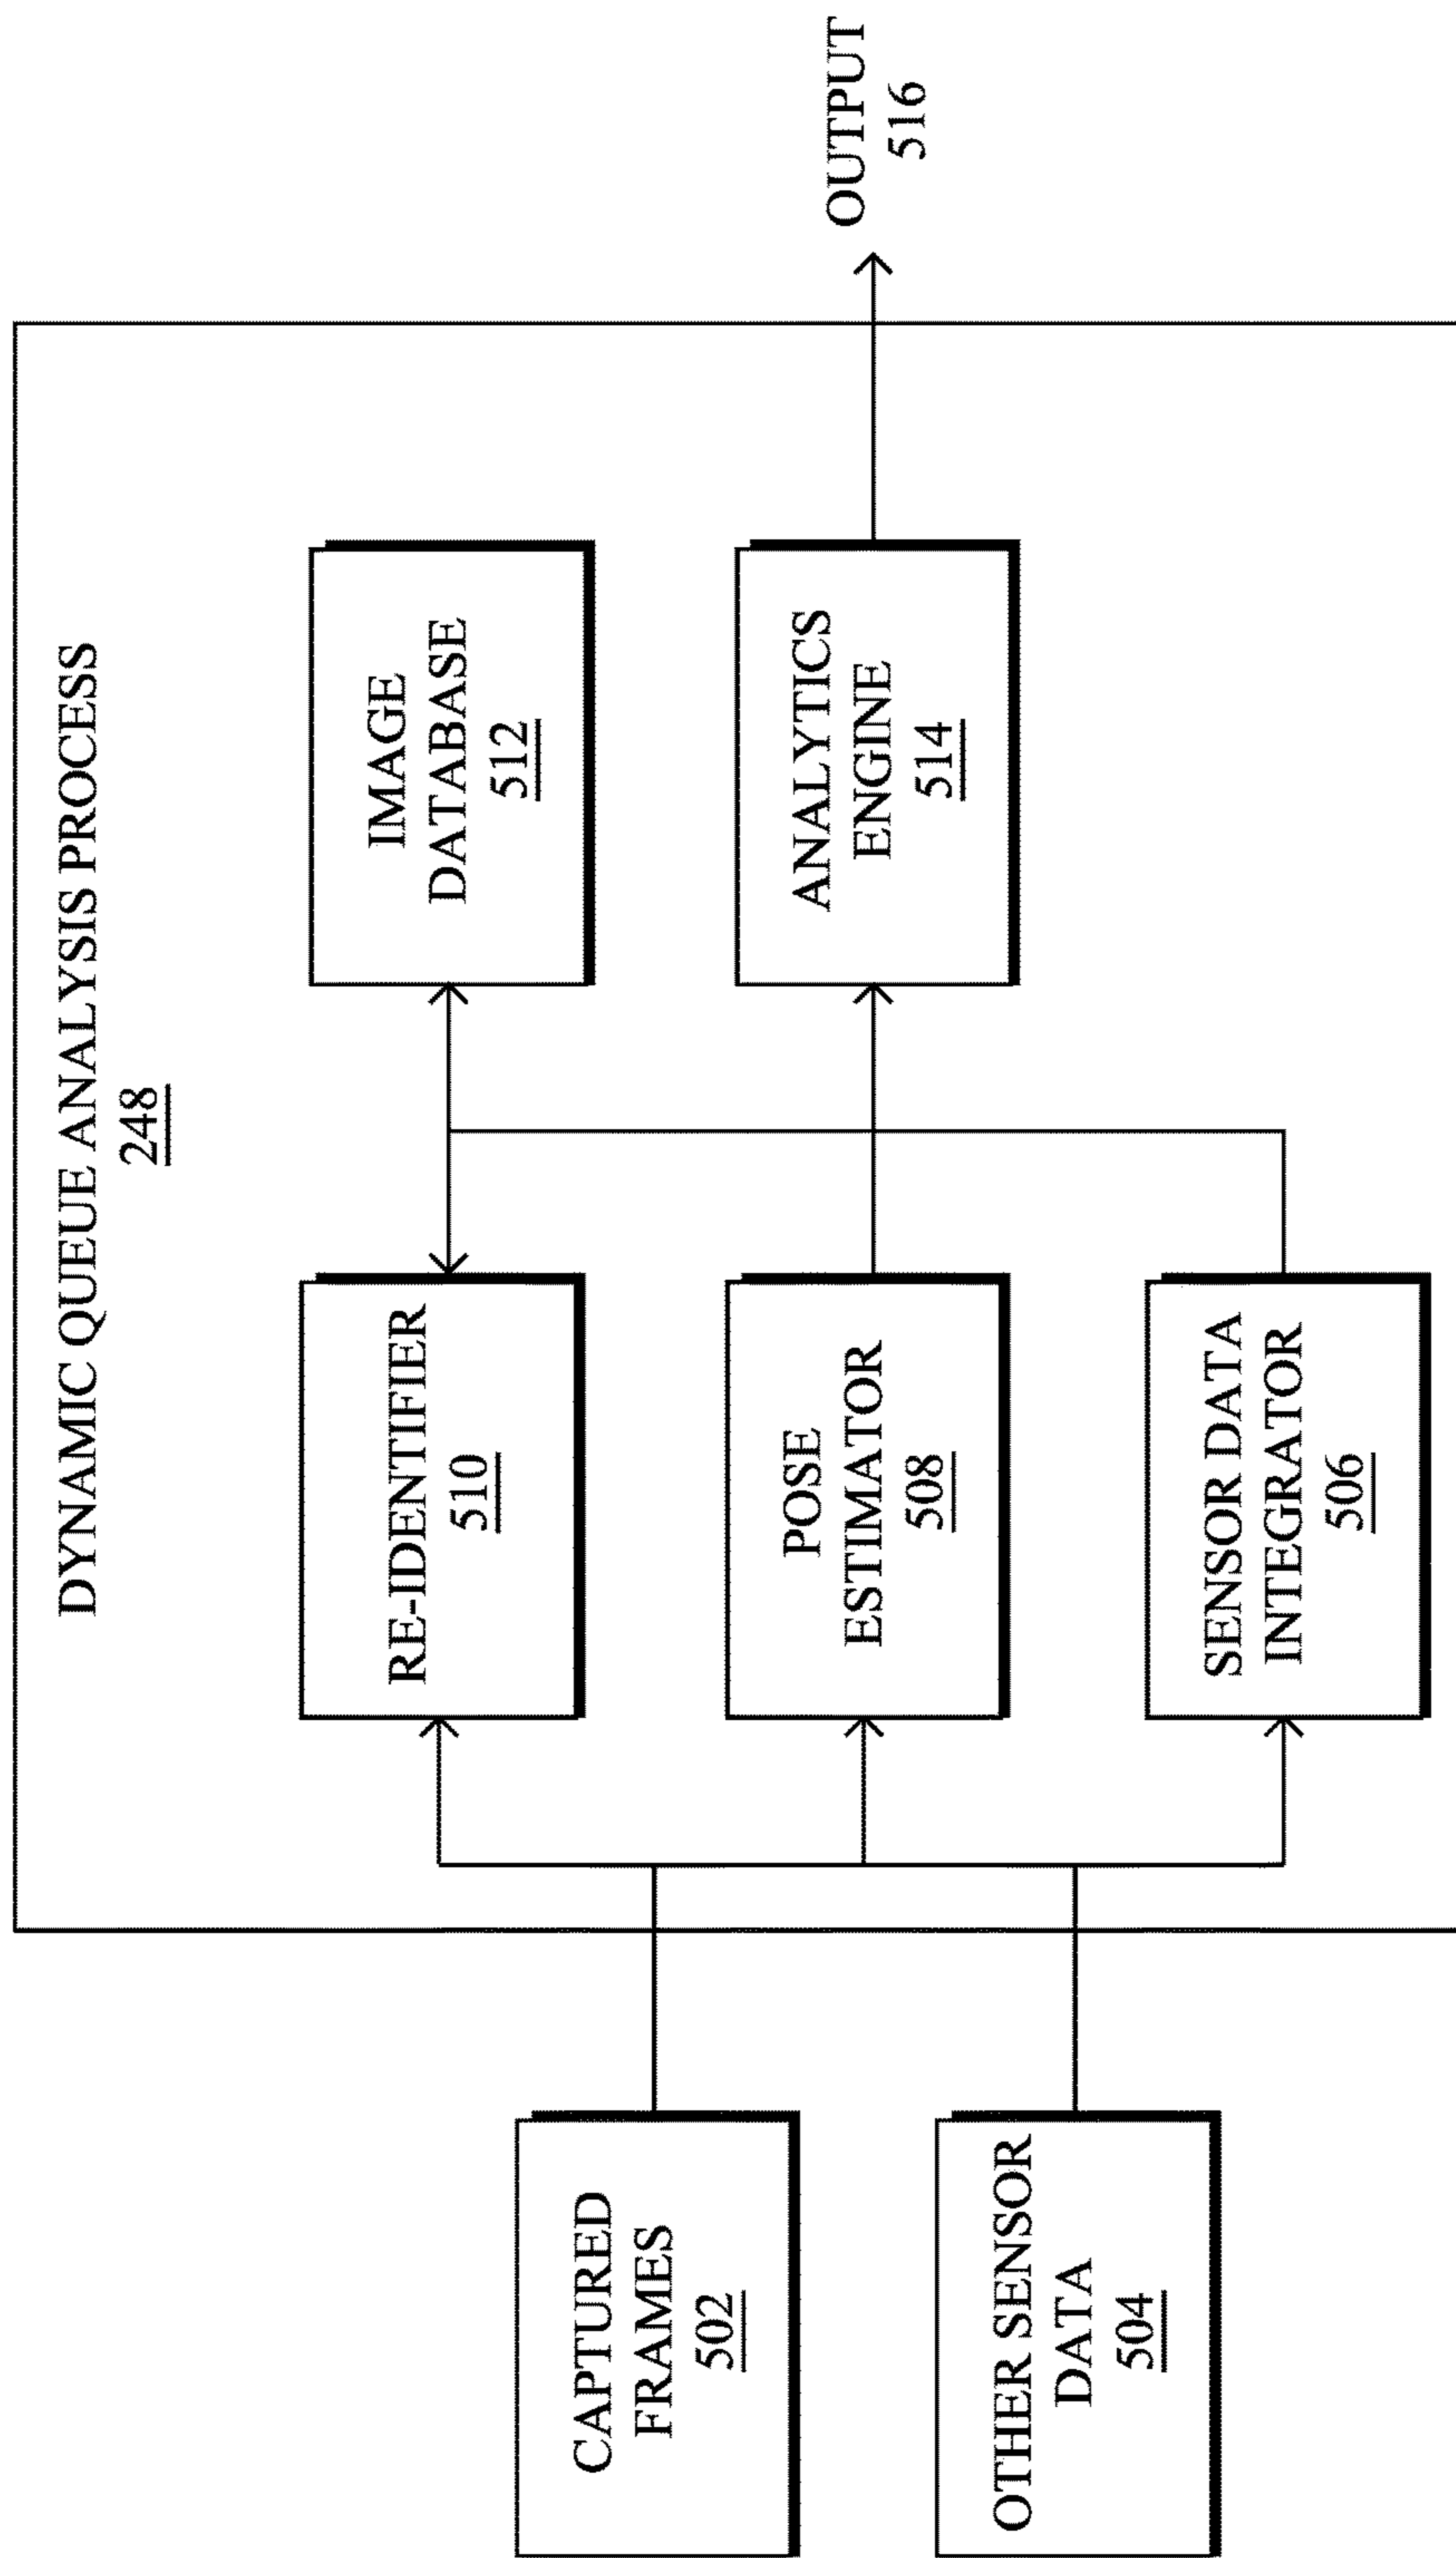 DYNAMIC QUEUE ANALYSIS PROCESS
248
CAPTURED
FRAMES
502
OTHER SENSOR
DATA
504
RE-IDENTIFIER
510
POSE
ESTIMATOR
508
SENSOR DATA
INTEGRATOR
506
IMAGE
DATABASE
512
ANALYTICS
ENGINE
514
OUTPUT
516